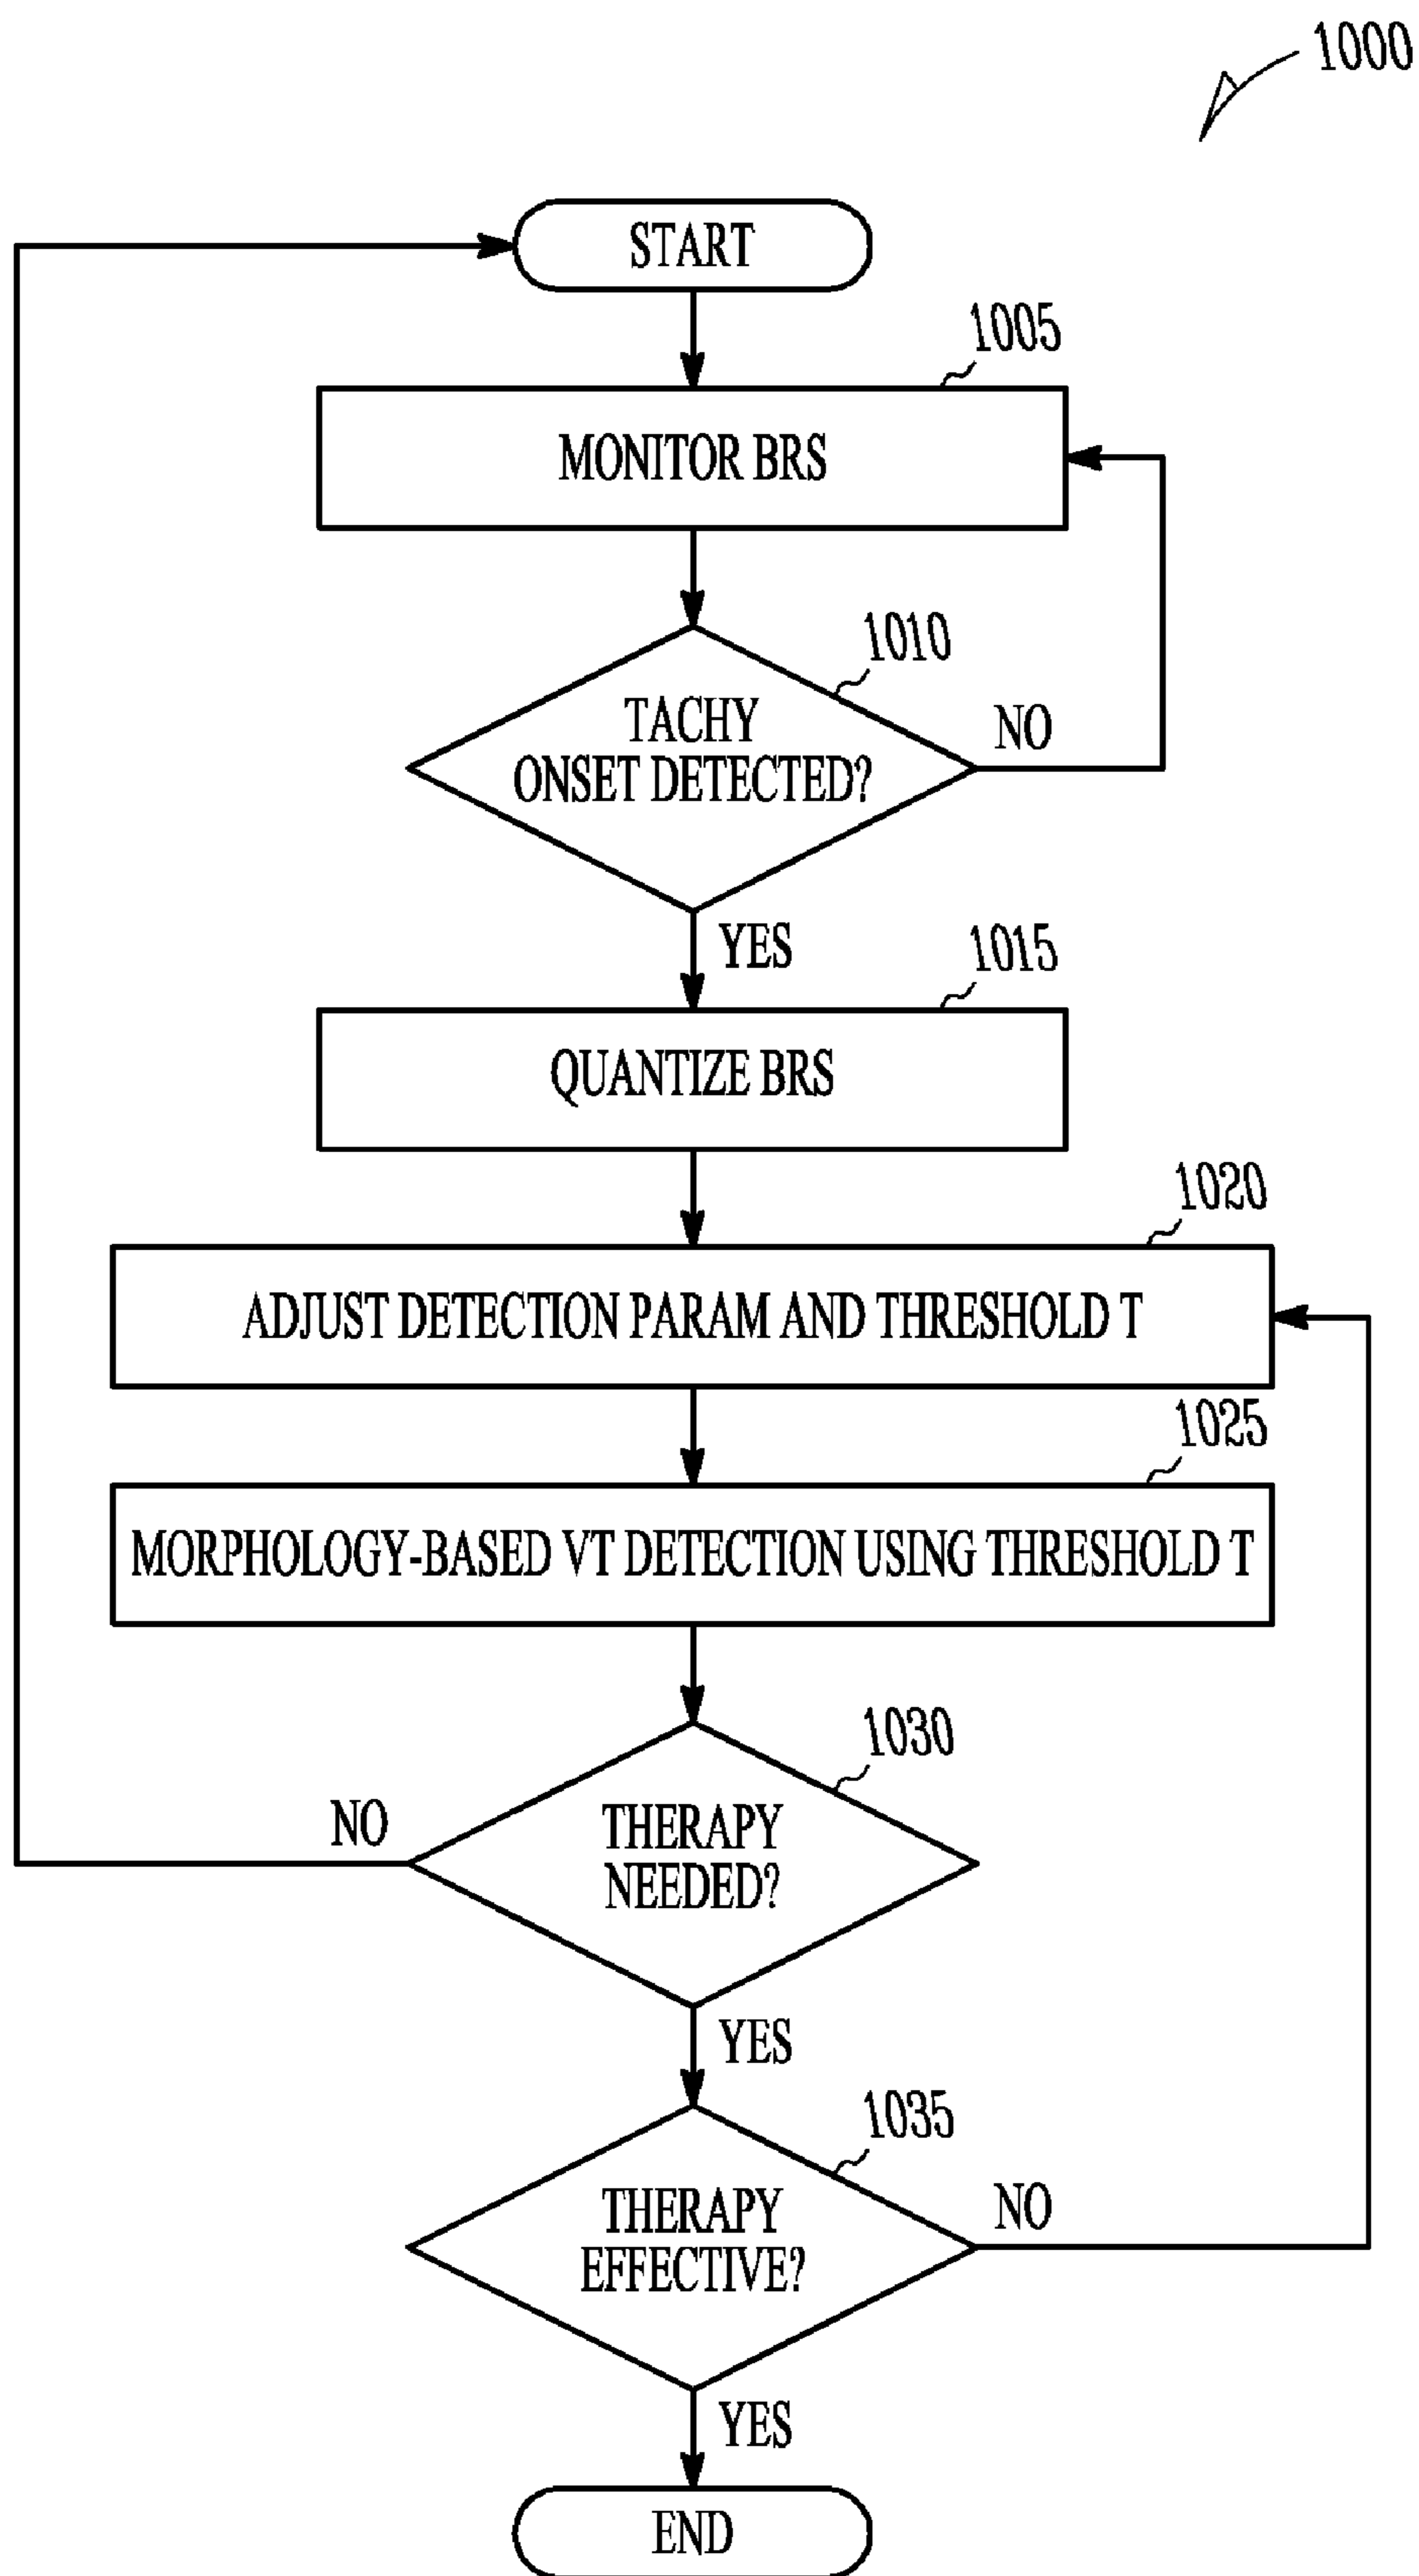 1000
START
1005
MONITOR BRS
1010
TACHY
ONSET DETECTED?
NO
YES
1015
QUANTIZE BRS
1020
ADJUST DETECTION PARAM AND THRESHOLD T
1025
MORPHOLOGY-BASED VT DETECTION USING THRESHOLD T
1030
THERAPY
NEEDED?
NO
YES
1035
THERAPY
EFFECTIVE?
NO
YES
END